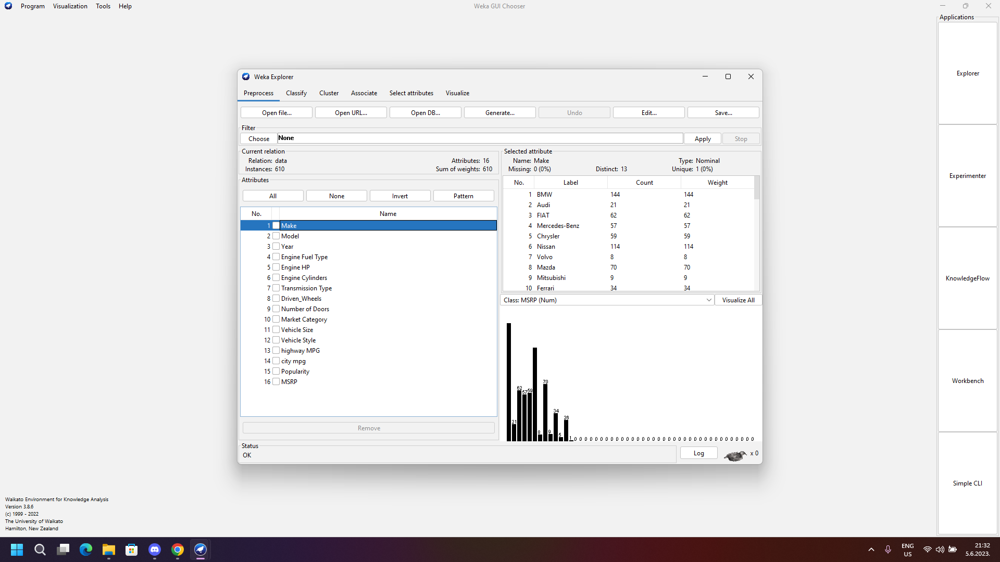 Program Visualization Tools Help
Weka GUI Chooser
Applications
Explorer
Experimenter
KnowledgeFlow
Workbench
Simple CLI
Weka Explorer
Preprocess Classify Cluster Associate Select attributes Visualize
Open file... Open URL... Open DB... Generate... Undo Edit... Save...
Filter
Choose None Apply Stop
Current relation
Relation: data Attributes: 16
Instances: 610 Sum of weights: 610
Attributes
All None Invert Pattern
No. Name
1 Make
2 Model
3 Year
4 Engine Fuel Type
5 Engine HP
6 Engine Cylinders
7 Transmission Type
8 Driven_Wheels
9 Number of Doors
10 Market Category
11 Vehicle Size
12 Vehicle Style
13 highway MPG
14 city mpg
15 Popularity
16 MSRP
Remove
Selected attribute
Name: Make Type: Nominal
Missing: 0 (0%) Distinct: 13 Unique: 1 (0%)
No. Label Count Weight
1 BMW 144 144
2 Audi 21 21
3 FIAT 62 62
4 Mercedes-Benz 57 57
5 Chrysler 59 59
6 Nissan 114 114
7 Volvo 8 8
8 Mazda 70 70
9 Mitsubishi 9 9
10 Ferrari 34 34
Class: MSRP (Num) Visualize All
21 62 57 59 8 70 9 34 5 26 1 0 0 0 0 0 0 0 0 0 0 0 0 0 0 0 0 0 0 0 0 0 0 0 0 0 0 0 0 0 0 0 0 0 0 0
Status
OK
Log x 0
Waikato Environment for Knowledge Analysis
Version 3.8.6
(c) 1999 - 2022
The University of Waikato
Hamilton, New Zealand
ENG
US
21:32
5.6.2023.